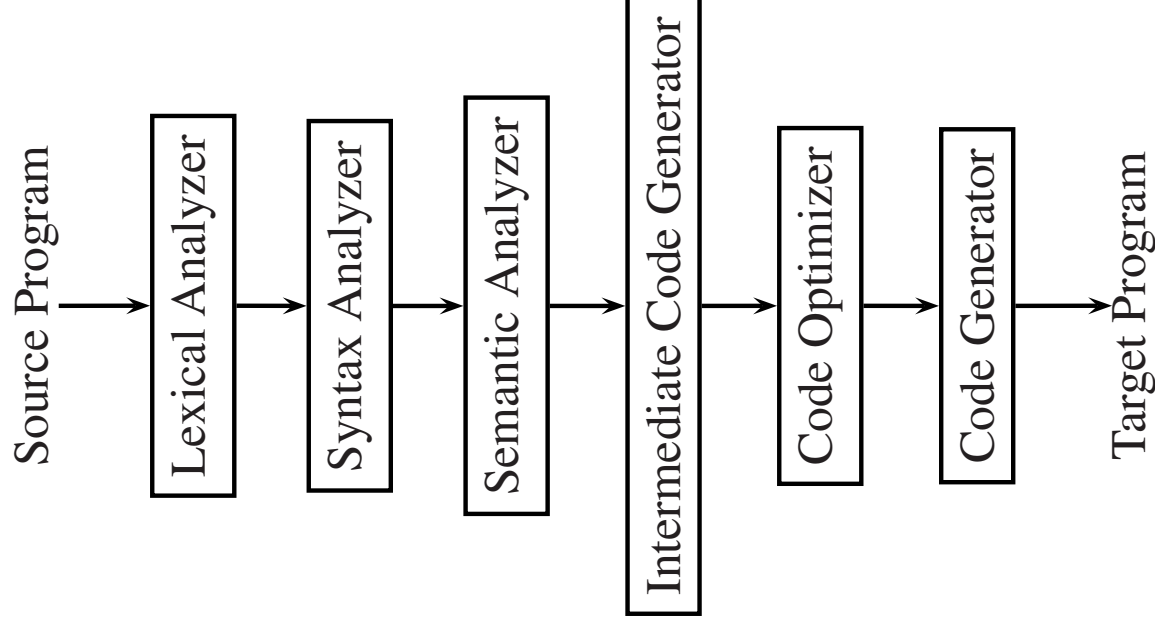 Source Program
Lexical Analyzer
Syntax Analyzer
Semantic Analyzer
Intermediate Code Generator
Code Optimizer
Code Generator
Target Program